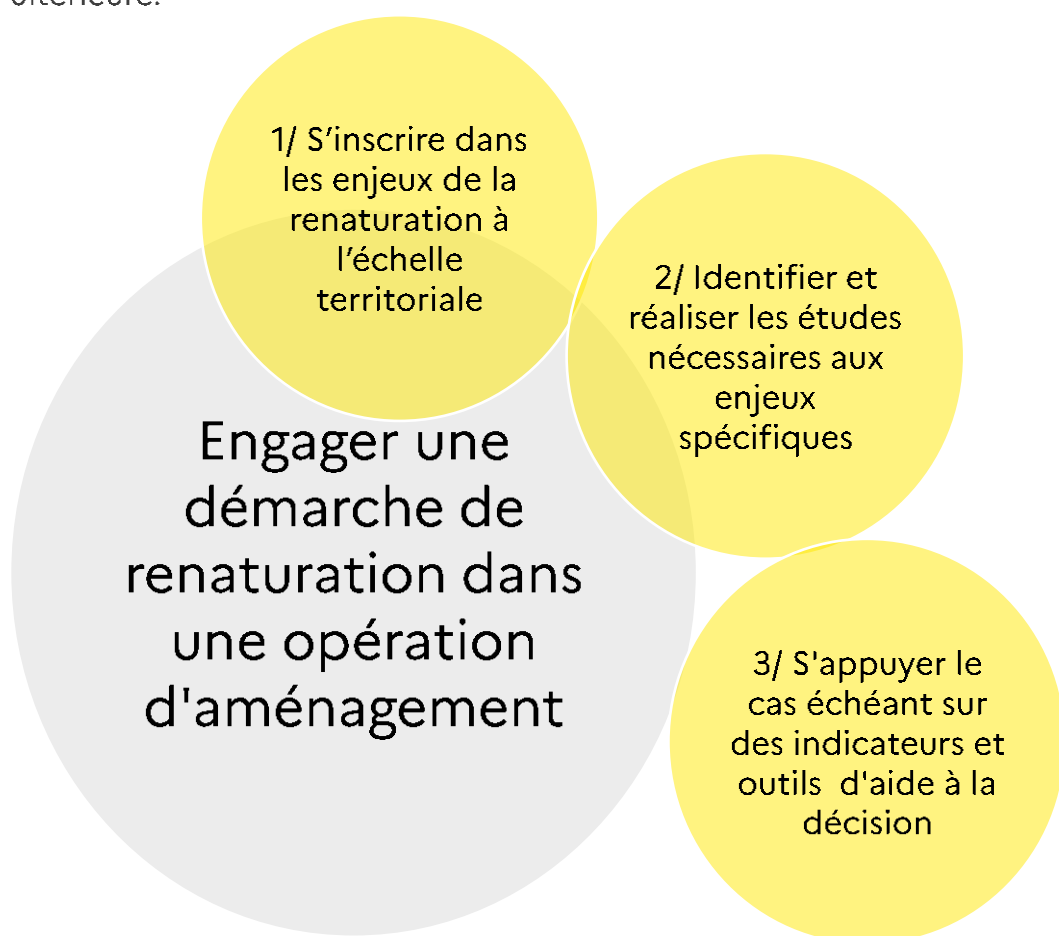 ultérieure.
1/ S’inscrire dans
les enjeux de la
renaturation à
l’échelle
territoriale
2/ Identifier et
réaliser les études
nécessaires aux
enjeux
spécifiques
Engager une
démarche de
renaturation dans
une opération
d'aménagement
3/ S'appuyer le
cas échéant sur
des indicateurs et
outils d'aide à la
décision